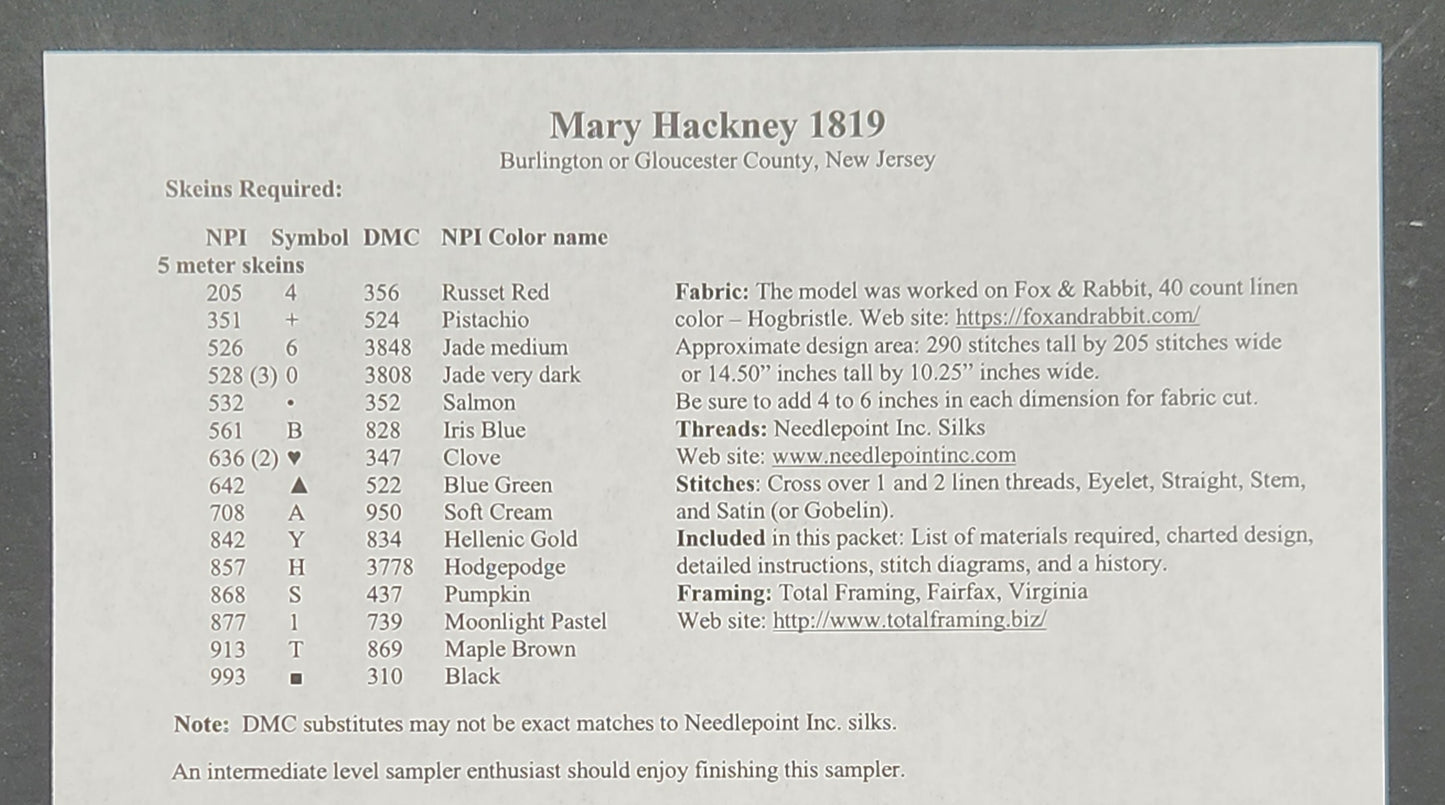 Mary Hackney 1819
Burlington or Gloucester County, New Jersey
Skeins Required:
NPI Symbol DMC NPI Color name
5 meter skeins
205 4 356 Russet Red
351 + 524 Pistachio
526 6 3848 Jade medium
528 (3) 0 3808 Jade very dark
532 • 352 Salmon
561 B 828 Iris Blue
636 (2) ♥ 347 Clove
642 ▲ 522 Blue Green
708 A 950 Soft Cream
842 Y 834 Hellenic Gold
857 H 3778 Hodgepodge
868 S 437 Pumpkin
877 1 739 Moonlight Pastel
913 T 869 Maple Brown
993 ■ 310 Black
Fabric: The model was worked on Fox & Rabbit, 40 count linen
color – Hogbristle. Web site: https://foxandrabbit.com/
Approximate design area: 290 stitches tall by 205 stitches wide
or 14.50” inches tall by 10.25” inches wide.
Be sure to add 4 to 6 inches in each dimension for fabric cut.
Threads: Needlepoint Inc. Silks
Web site: www.needlepointinc.com
Stitches: Cross over 1 and 2 linen threads, Eyelet, Straight, Stem,
and Satin (or Gobelin).
Included in this packet: List of materials required, charted design,
detailed instructions, stitch diagrams, and a history.
Framing: Total Framing, Fairfax, Virginia
Web site: http://www.totalframing.biz/
Note: DMC substitutes may not be exact matches to Needlepoint Inc. silks.
An intermediate level sampler enthusiast should enjoy finishing this sampler.